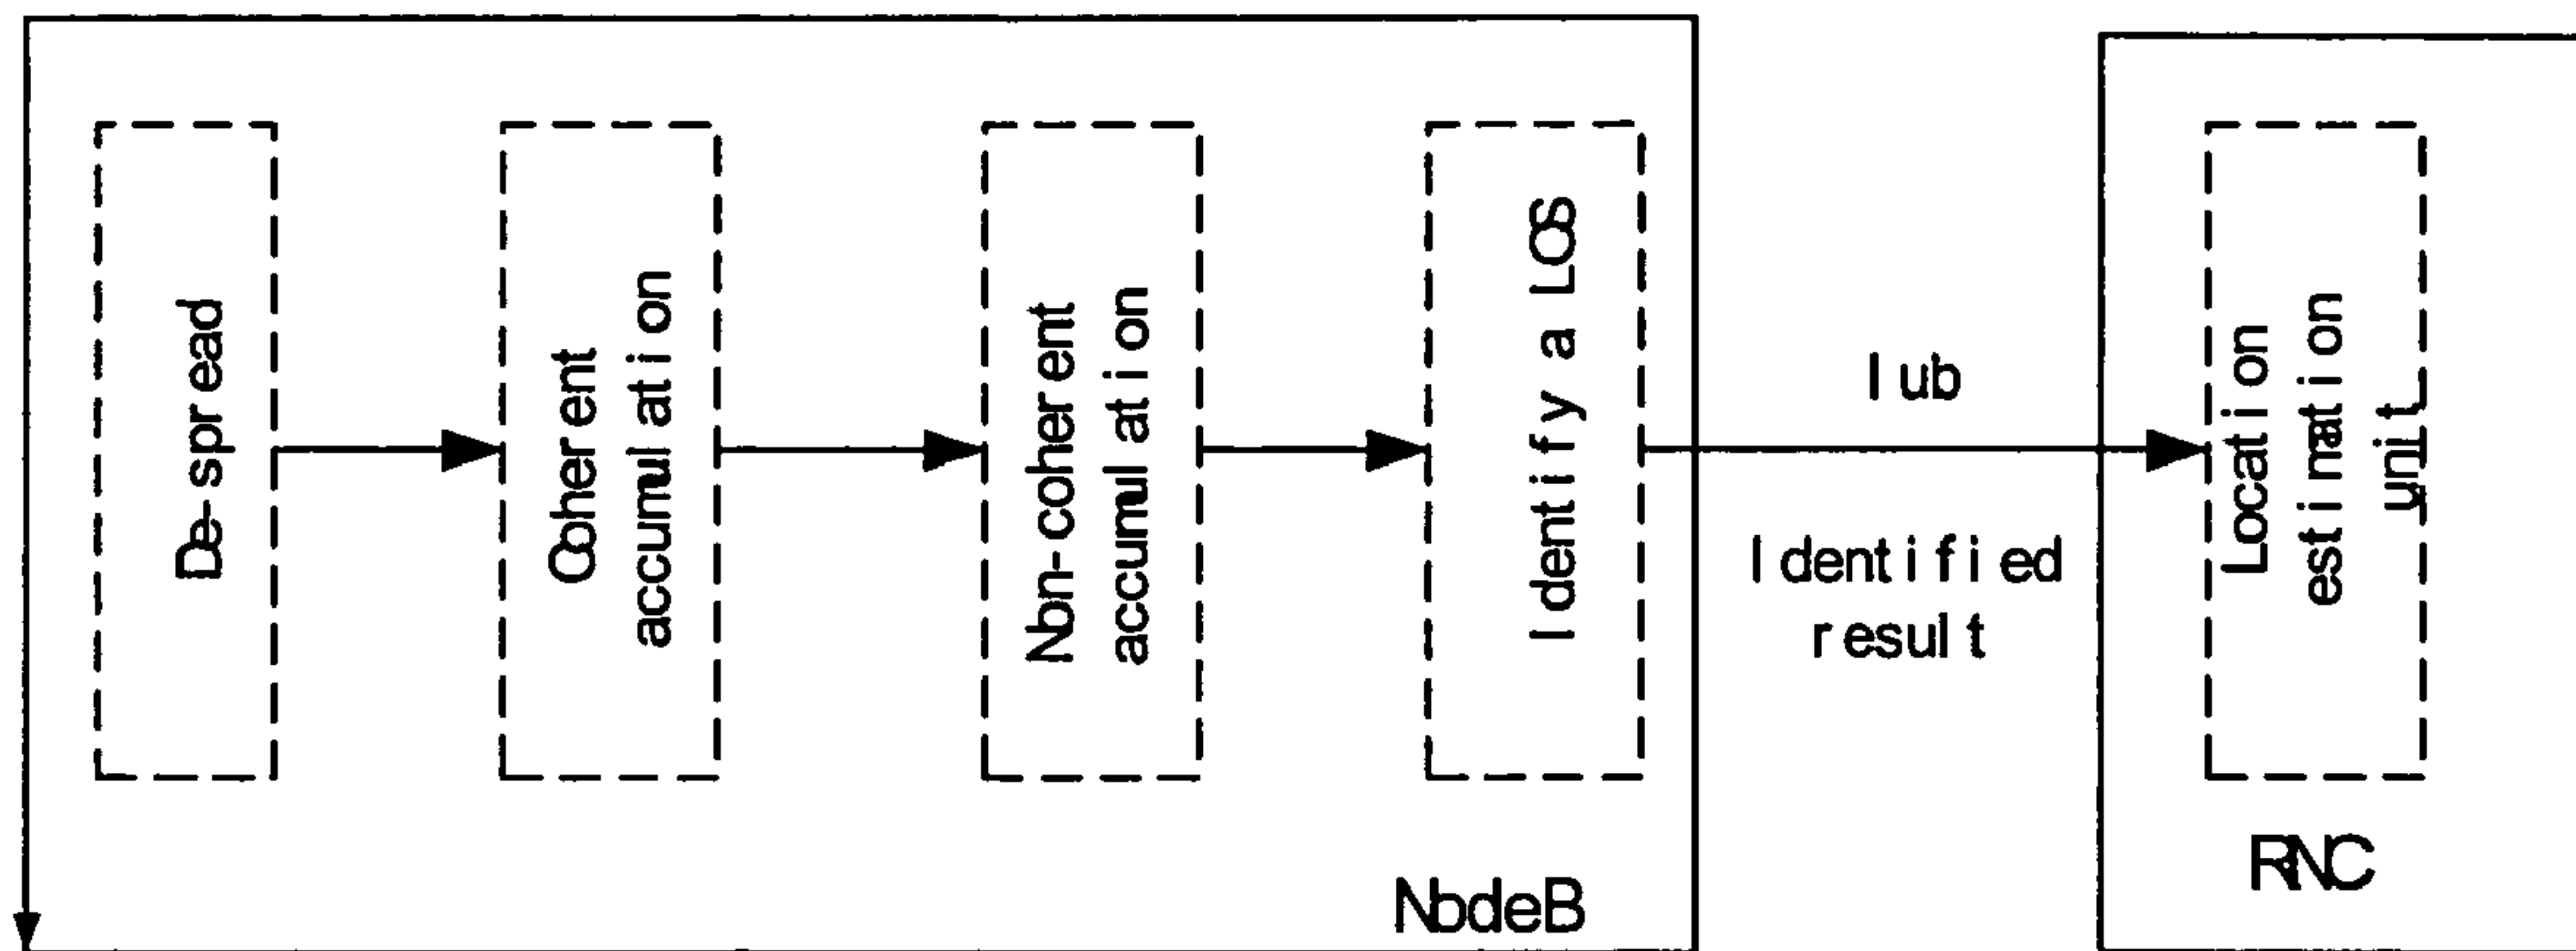 De-spread
Coherent
accumulation
Non-coherent
accumulation
Identify a LOS
Iub
Identified
result
Location
estimation
unit
NodeB
RNC